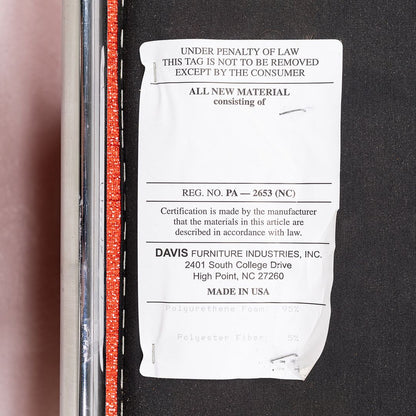 UNDER PENALTY OF LAW
THIS TAG IS NOT TO BE REMOVED
EXCEPT BY THE CONSUMER
ALL NEW MATERIAL
consisting of
REG. NO. PA — 2653 (NC)
Certification is made by the manufacturer
that the materials in this article are
described in accordance with law.
DAVIS FURNITURE INDUSTRIES, INC.
2401 South College Drive
High Point, NC 27260
MADE IN USA
Polyurethene Foam: 95%
Polyester Fiber: 5%